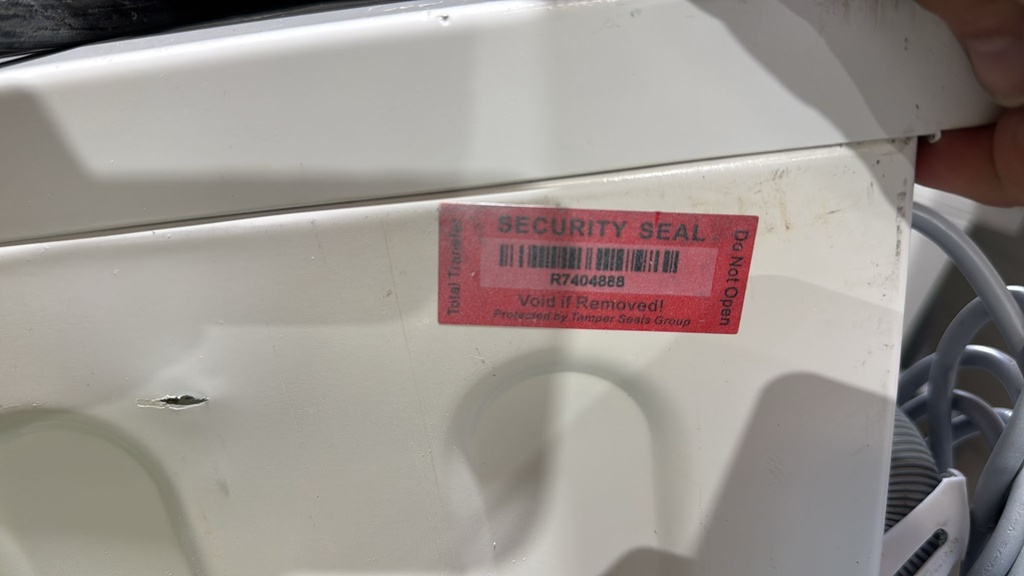 Total Transfer
SECURITY SEAL
R7404888
Void if Removed!
Protected by Tamper Seals Group
Do Not Open